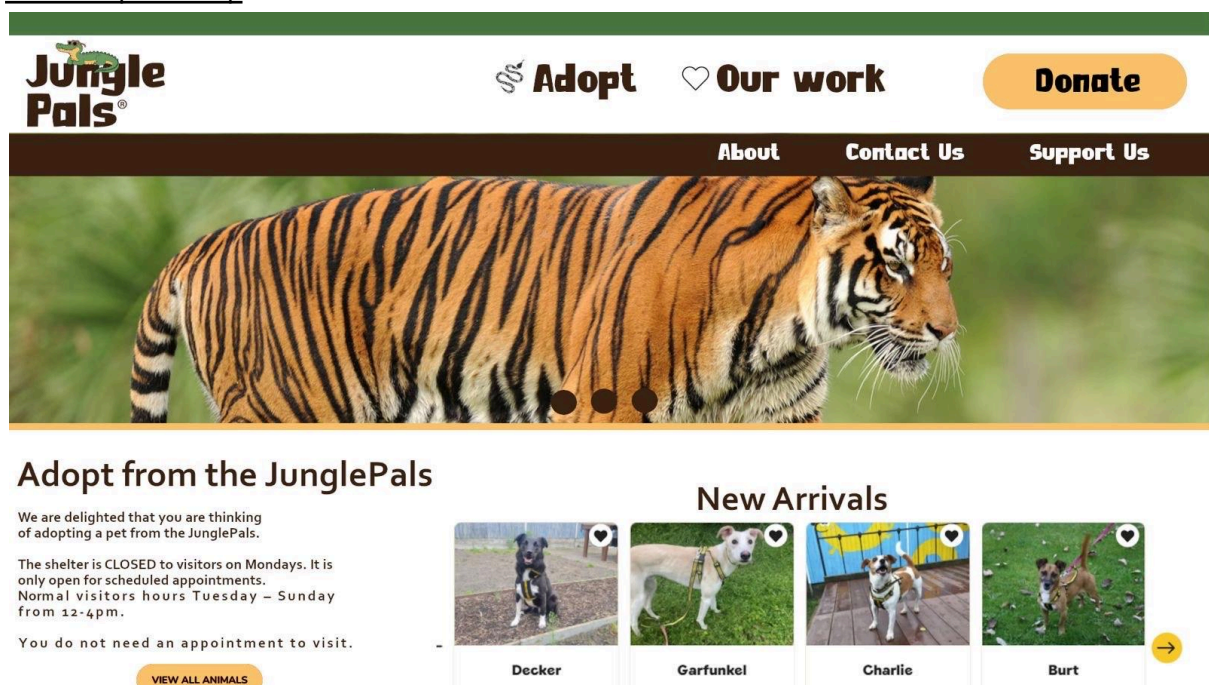 Jungle
Pals®
Adopt
Our work
Donate
About
Contact Us
Support Us
Adopt from the JunglePals
We are delighted that you are thinking
of adopting a pet from the JunglePals.
The shelter is CLOSED to visitors on Mondays. It is
only open for scheduled appointments.
Normal visitors hours Tuesday – Sunday
from 12-4pm.
You do not need an appointment to visit.
VIEW ALL ANIMALS
New Arrivals
Decker
Garfunkel
Charlie
Burt